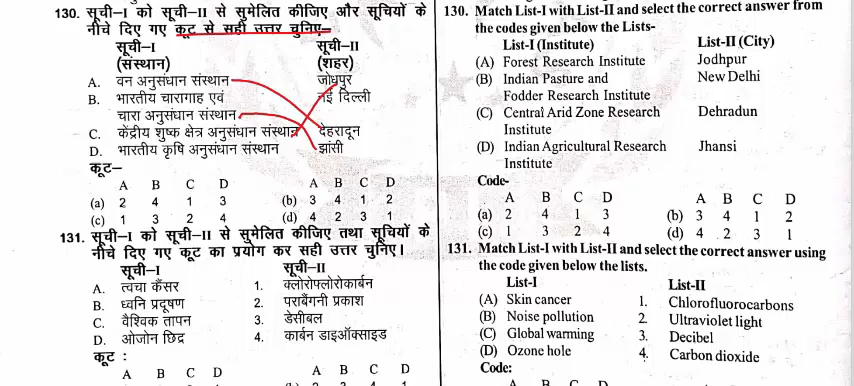 130. सूची-I को सूची-II से सुमेलित कीजिए और सूचियों के
नीचे दिए गए कूट से सही उत्तर चुनिए–
सूची-I सूची-II
(संस्थान) (शहर)
A. वन अनुसंधान संस्थान जोधपुर
B. भारतीय चारागाह एवं नई दिल्ली
चारा अनुसंधान संस्थान
C. केंद्रीय शुष्क क्षेत्र अनुसंधान संस्थान देहरादून
D. भारतीय कृषि अनुसंधान संस्थान झांसी
कूट–
A B C D A B C D
(a) 2 4 1 3 (b) 3 4 1 2
(c) 1 3 2 4 (d) 4 2 3 1
131. सूची-I को सूची-II से सुमेलित कीजिए तथा सूचियों के
नीचे दिए गए कूट का प्रयोग कर सही उत्तर चुनिए।
सूची-I सूची-II
A. त्वचा कैंसर 1. क्लोरोफ्लोरोकार्बन
B. ध्वनि प्रदूषण 2. पराबैंगनी प्रकाश
C. वैश्विक तापन 3. डेसीबल
D. ओजोन छिद्र 4. कार्बन डाइऑक्साइड
कूट :
A B C D A B C D
130. Match List-I with List-II and select the correct answer from
the codes given below the Lists-
List-I (Institute) List-II (City)
(A) Forest Research Institute Jodhpur
(B) Indian Pasture and New Delhi
Fodder Research Institute
(C) Central Arid Zone Research Dehradun
Institute
(D) Indian Agricultural Research Jhansi
Institute
Code-
A B C D A B C D
(a) 2 4 1 3 (b) 3 4 1 2
(c) 1 3 2 4 (d) 4 2 3 1
131. Match List-I with List-II and select the correct answer using
the code given below the lists.
List-I List-II
(A) Skin cancer 1. Chlorofluorocarbons
(B) Noise pollution 2. Ultraviolet light
(C) Global warming 3. Decibel
(D) Ozone hole 4. Carbon dioxide
Code:
A B C D A B C D